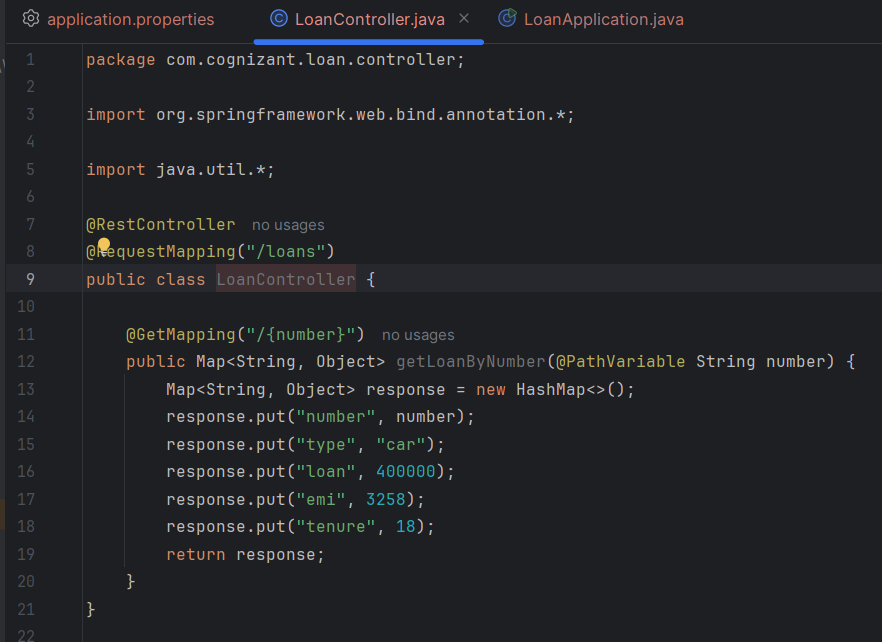 application.properties LoanController.java LoanApplication.java
1 package com.cognizant.loan.controller;
2
3 import org.springframework.web.bind.annotation.*;
4
5 import java.util.*;
6
7 @RestController no usages
8 @RequestMapping("/loans")
9 public class LoanController {
10
11 @GetMapping("/{number}") no usages
12 public Map<String, Object> getLoanByNumber(@PathVariable String number) {
13 Map<String, Object> response = new HashMap<>();
14 response.put("number", number);
15 response.put("type", "car");
16 response.put("loan", 400000);
17 response.put("emi", 3258);
18 response.put("tenure", 18);
19 return response;
20 }
21 }
22